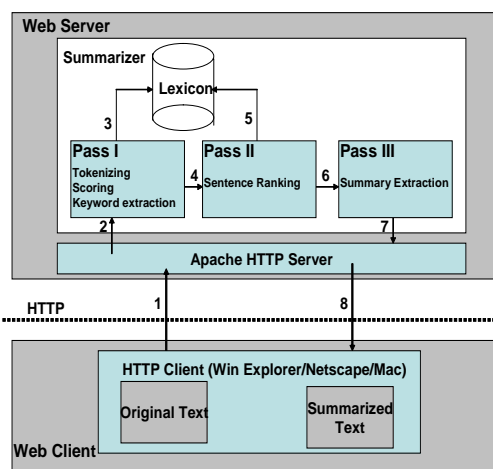 Web Server
Summarizer
Lexicon
3
5
Pass I
Tokenizing
Scoring
Keyword extraction
4
Pass II
Sentence Ranking
6
Pass III
Summary Extraction
2
7
Apache HTTP Server
HTTP
1
8
HTTP Client (Win Explorer/Netscape/Mac)
Original Text
Summarized
Text
Web Client